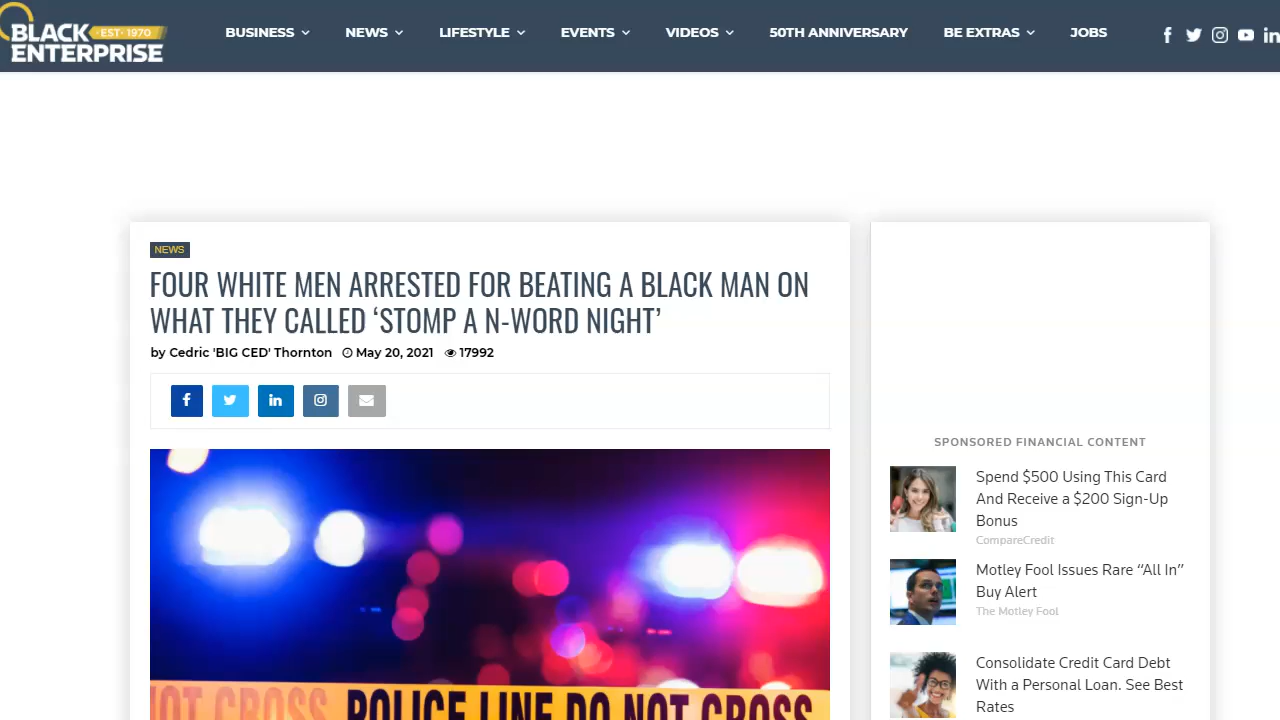 BLACK
EST- 1970
ENTERPRISE
BUSINESS
NEWS
LIFESTYLE
EVENTS
VIDEOS
50TH ANNIVERSARY
BE EXTRAS
JOBS
NEWS
FOUR WHITE MEN ARRESTED FOR BEATING A BLACK MAN ON
WHAT THEY CALLED ‘STOMP A N-WORD NIGHT’
by Cedric 'BIG CED' Thornton May 20, 2021 17992
SPONSORED FINANCIAL CONTENT
Spend $500 Using This Card
And Receive a $200 Sign-Up
Bonus
CompareCredit
Motley Fool Issues Rare “All In”
Buy Alert
The Motley Fool
Consolidate Credit Card Debt
With a Personal Loan. See Best
Rates
NOT CROSS POLICE LINE DO NOT CROSS